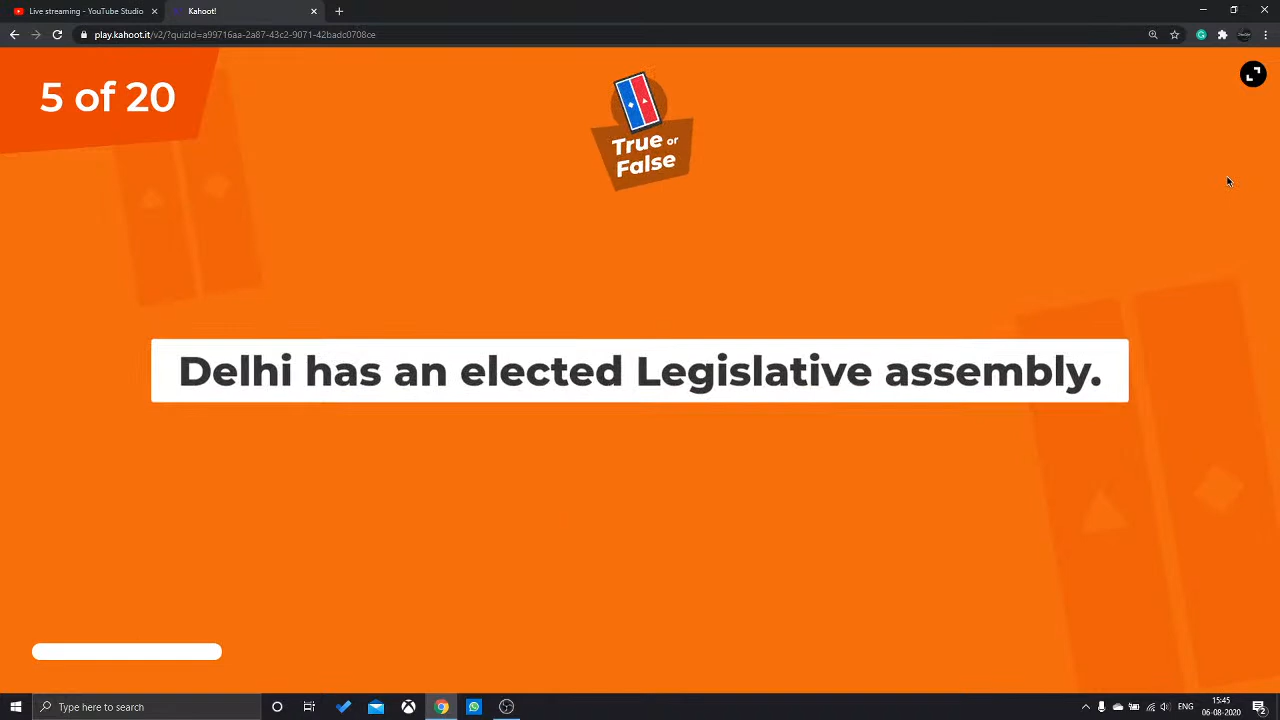 Live streaming - YouTube Studio
Kahoot!
play.kahoot.it/v2/?quizId=a99716aa-2a87-43c2-9071-42badc0708ce
5 of 20
True or
False
Delhi has an elected Legislative assembly.
Type here to search
ENG
15:45
06-08-2020
2